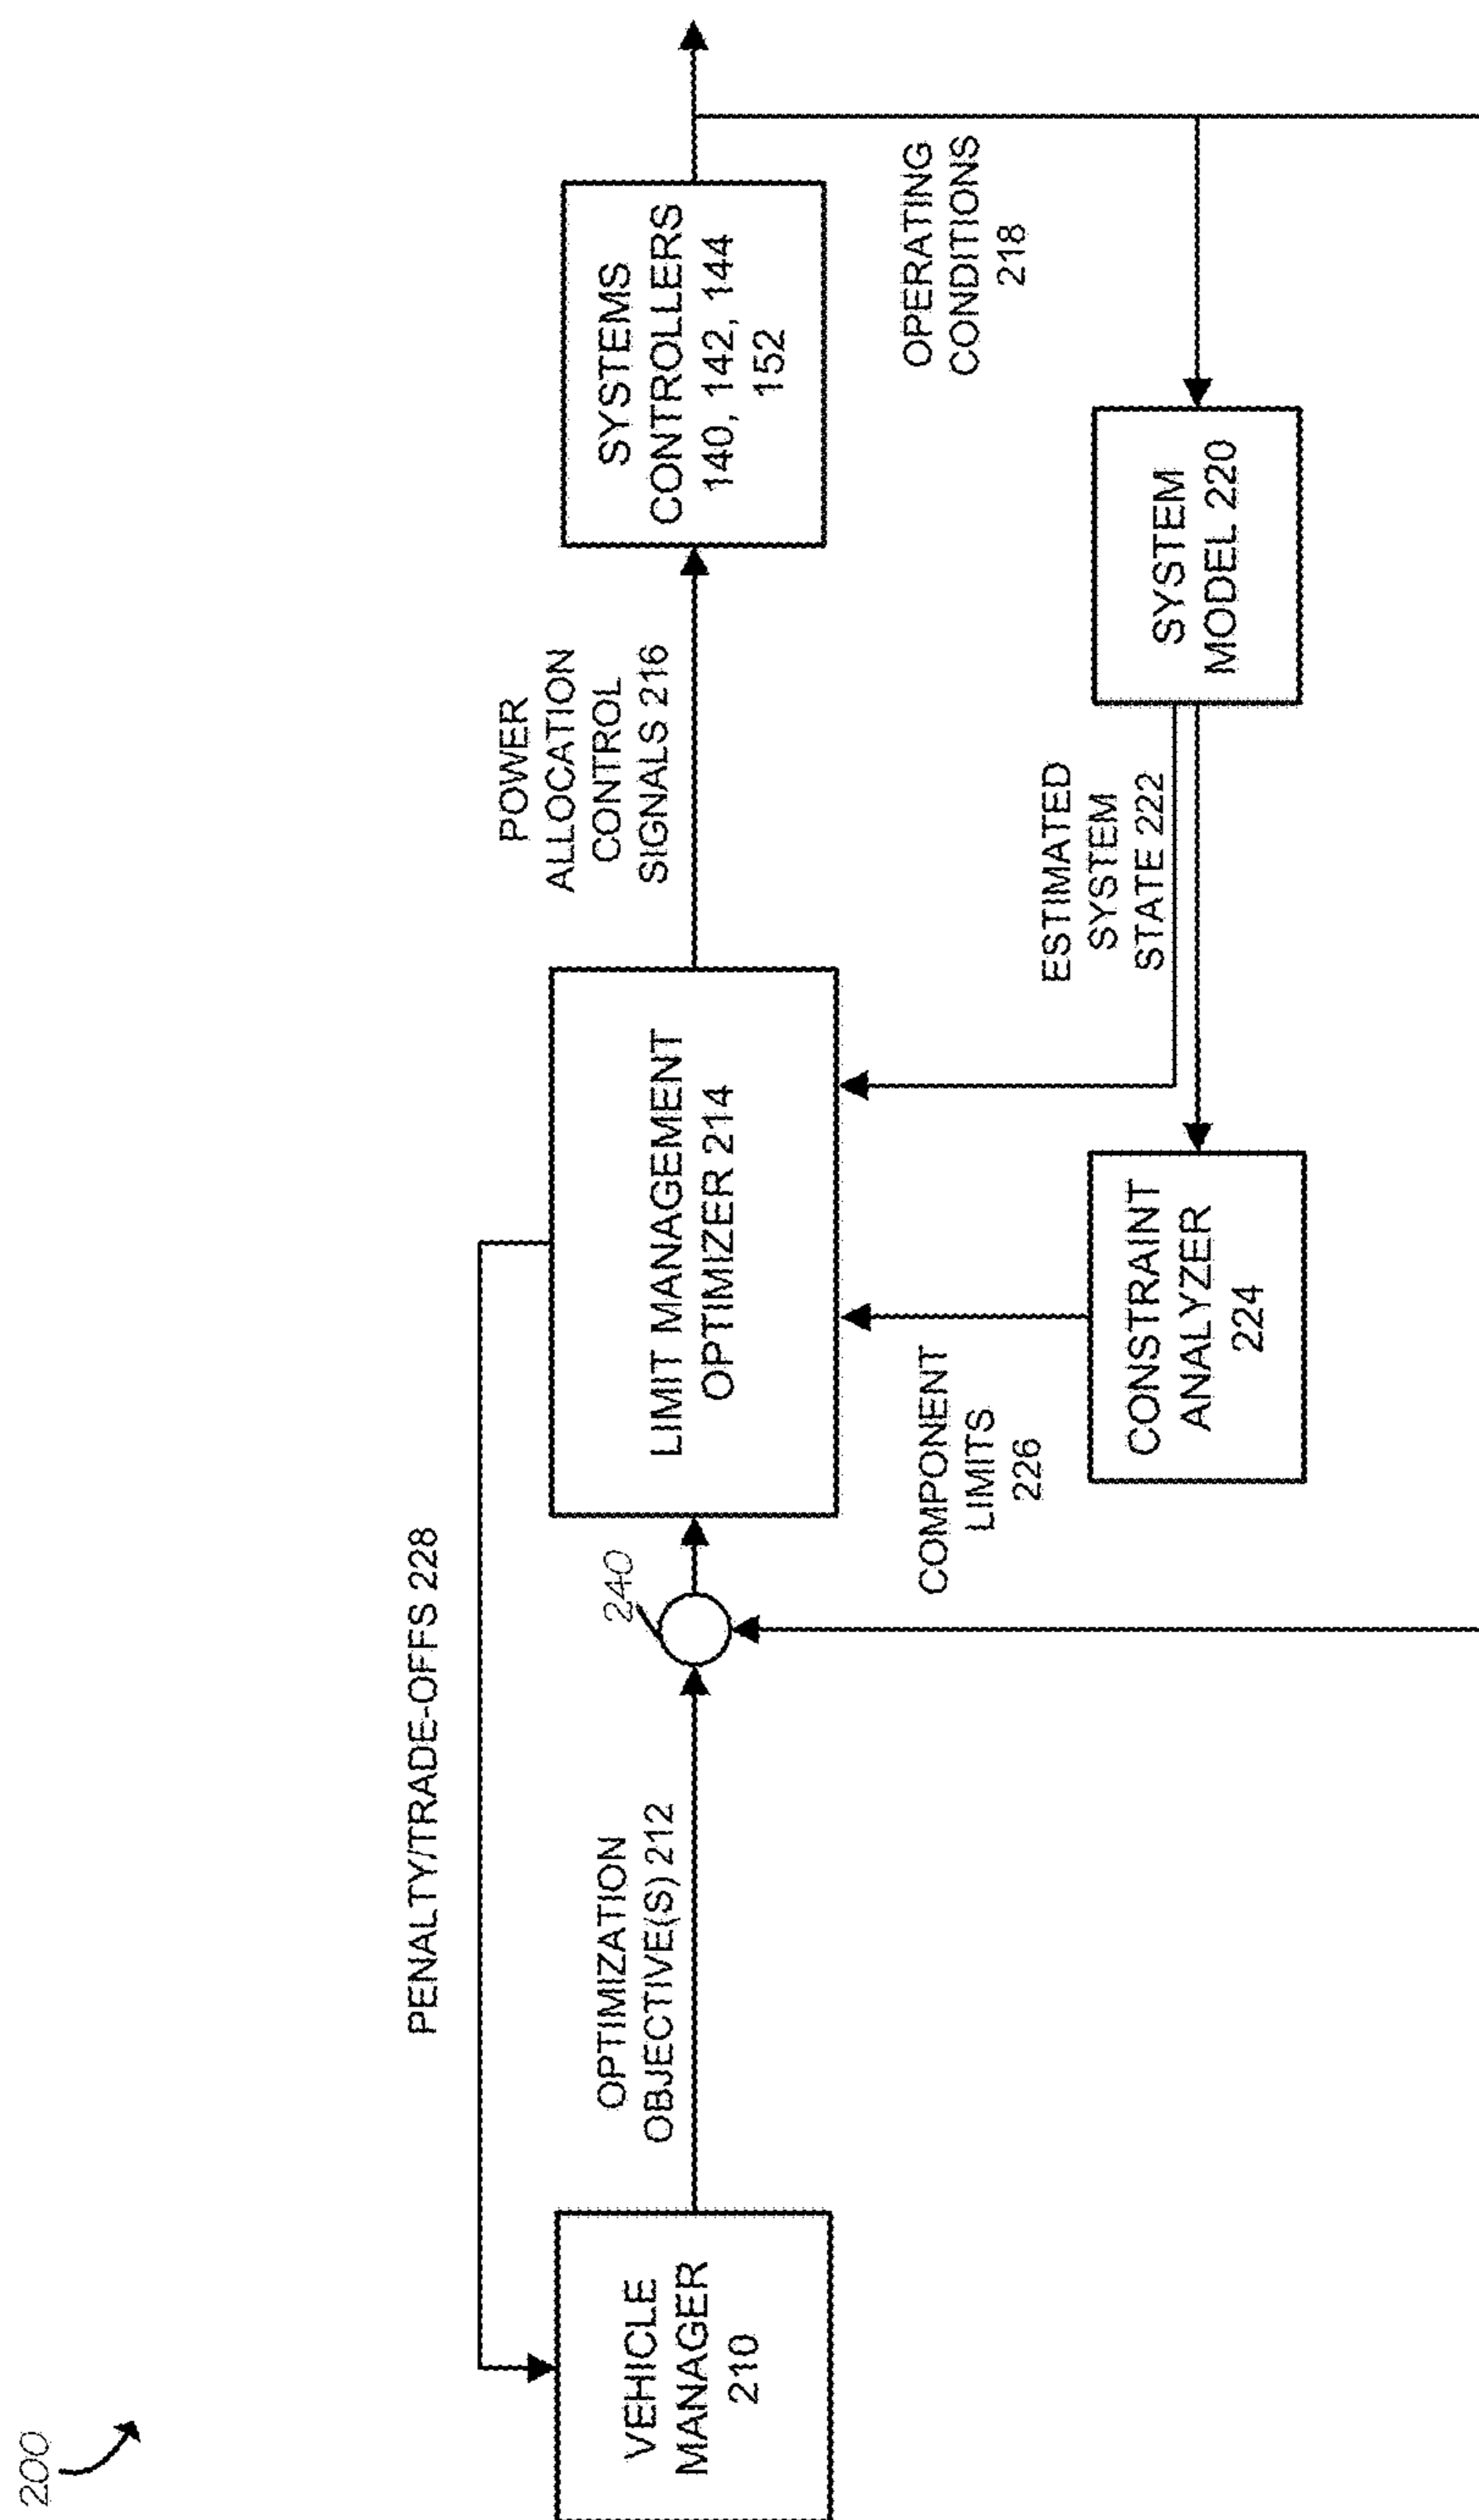 200
PENALTY/TRADE-OFFS 228
VEHICLE
MANAGER
210
OPTIMIZATION
OBJECTIVE(S) 212
240
LIMIT MANAGEMENT
OPTIMIZER 214
POWER
ALLOCATION
CONTROL
SIGNALS 216
SYSTEMS
CONTROLLERS
140, 142, 144
152
COMPONENT
LIMITS
226
OPERATING
CONDITIONS
218
ESTIMATED
SYSTEM
STATE 222
CONSTRAINT
ANALYZER
224
SYSTEM
MODEL 220